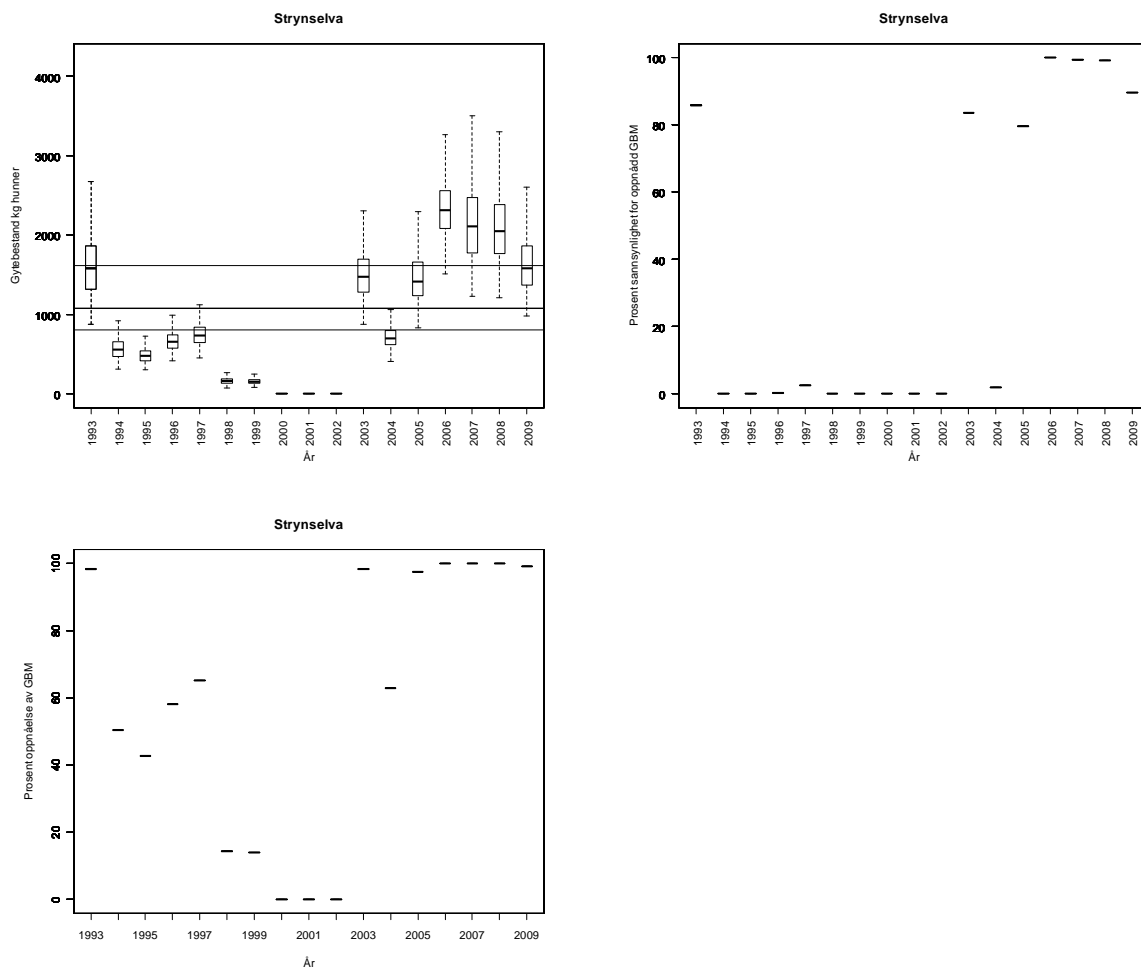 Strynselva
Gytebestand kg hunner
4000
3000
2000
1000
0
1993 1994 1995 1996 1997 1998 1999 2000 2001 2002 2003 2004 2005 2006 2007 2008 2009
År
Strynselva
Prosent sannsynlighet for oppnådd GBM
100
80
60
40
20
0
1993 1994 1995 1996 1997 1998 1999 2000 2001 2002 2003 2004 2005 2006 2007 2008 2009
År
Strynselva
Prosent oppnåelse av GBM
100
80
60
40
20
0
1993 1995 1997 1999 2001 2003 2005 2007 2009
År